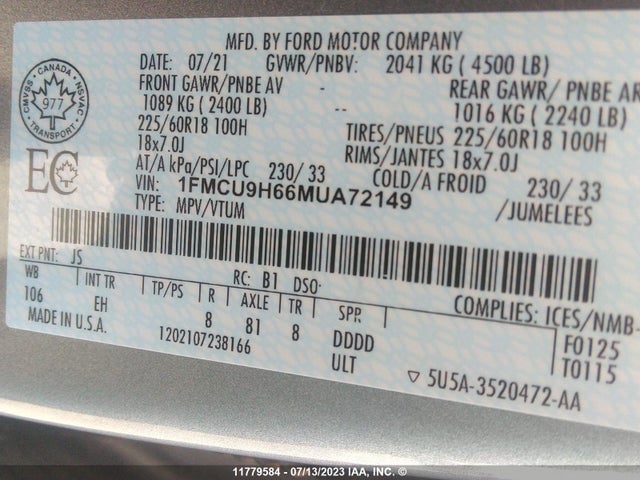 MFD. BY FORD MOTOR COMPANY
DATE: 07/21 GVWR/PNBV: 2041 KG ( 4500 LB)
FRONT GAWR/PNBE AV REAR GAWR/ PNBE AR
1089 KG ( 2400 LB) 1016 KG ( 2240 LB)
225/60R18 100H TIRES/PNEUS 225/60R18 100H
18x7.0J RIMS/JANTES 18x7.0J
AT/A kPa/PSI/LPC 230/ 33 COLD/A FROID 230/ 33
VIN: 1FMCU9H66MUA72149
TYPE: MPV/VTUM /JUMELEES
CMVSS CANADA NSVAC
977
TRANSPORT
EC
EXT PNT: JS RC: B1 DSO:
WB INT TR TP/PS R AXLE TR SPR
106 EH 8 81 8 DDDD
COMPLIES: ICES/NMB-
MADE IN U.S.A. 1202107238166 ULT
F0125
T0115
▽ 5U5A-3520472-AA
11779584 - 07/13/2023 IAA, INC. ©